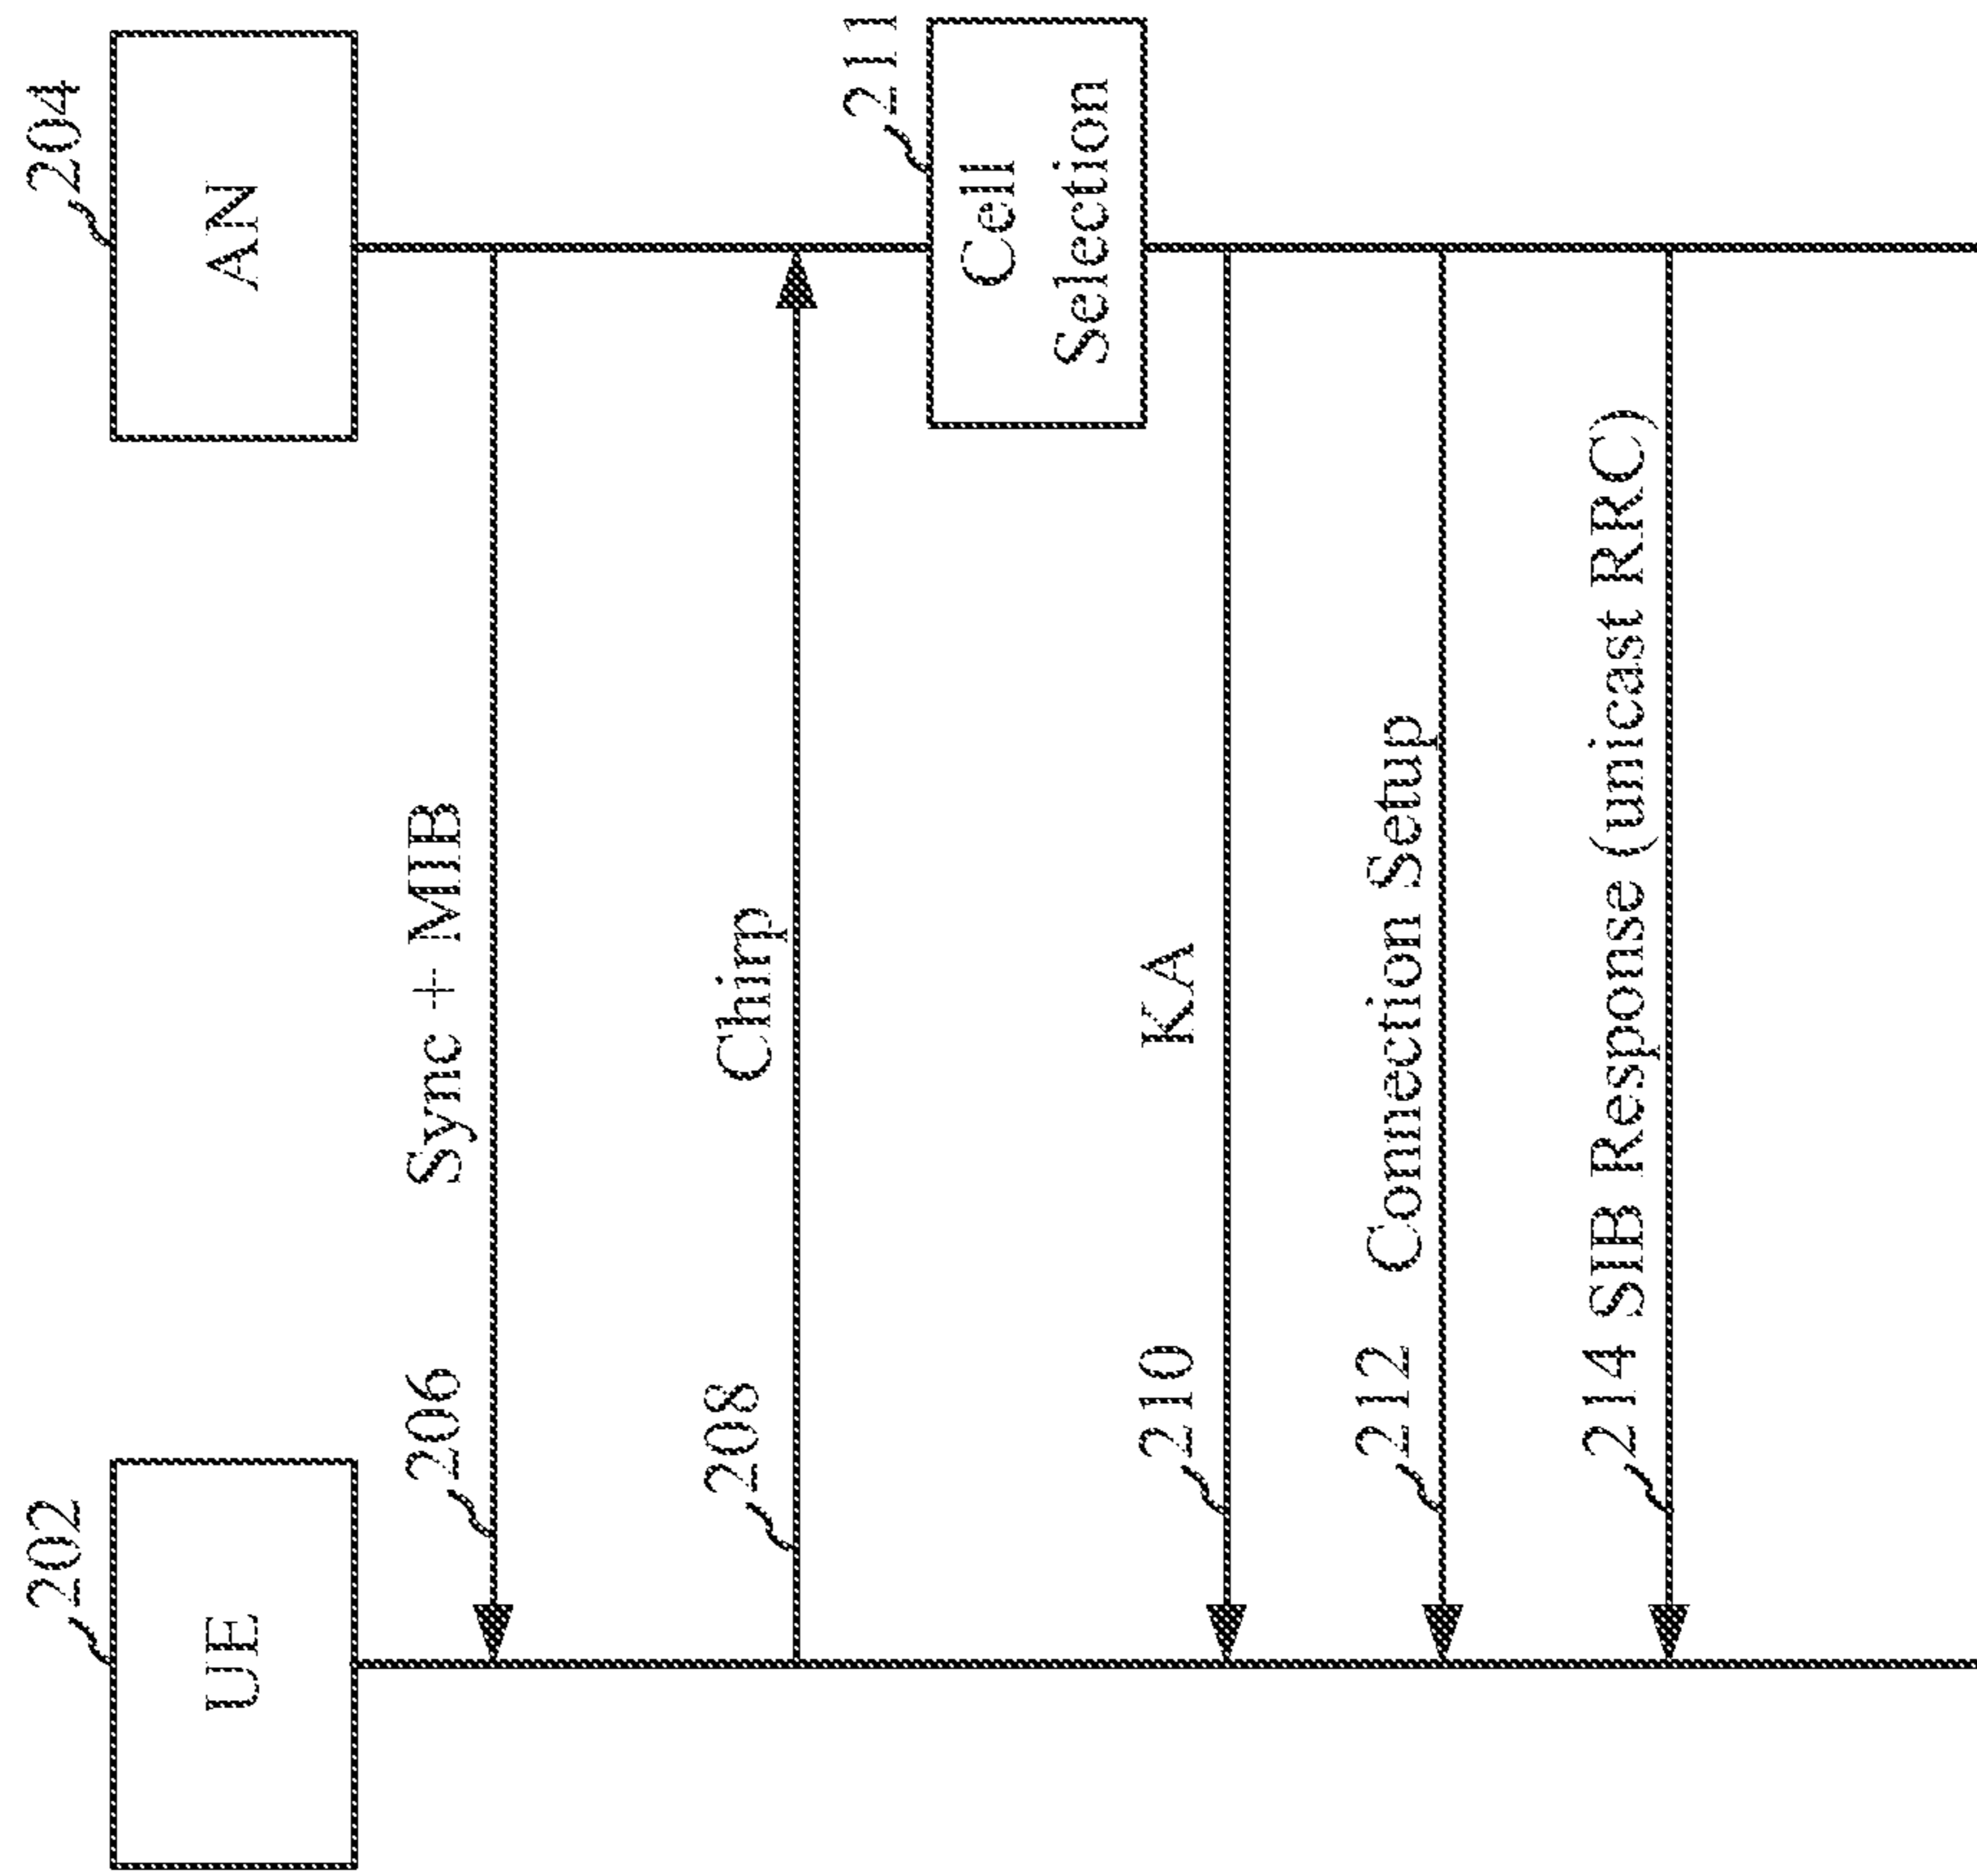 202
UE
204
AN
206
Sync + MIB
208
Chirp
211
Cell
Selection
210
KA
212
Connection Setup
214
SIB Response (unicast RRC)